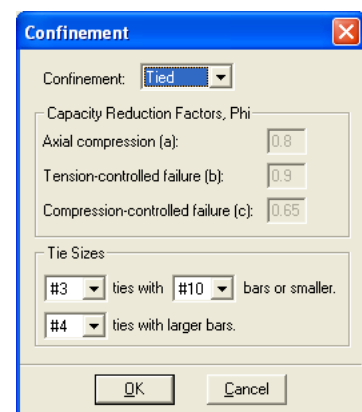 Confinement
Confinement: Tied
Capacity Reduction Factors, Phi
Axial compression (a): 0.8
Tension-controlled failure (b): 0.9
Compression-controlled failure (c): 0.65
Tie Sizes
#3 ties with #10 bars or smaller.
#4 ties with larger bars.
OK Cancel